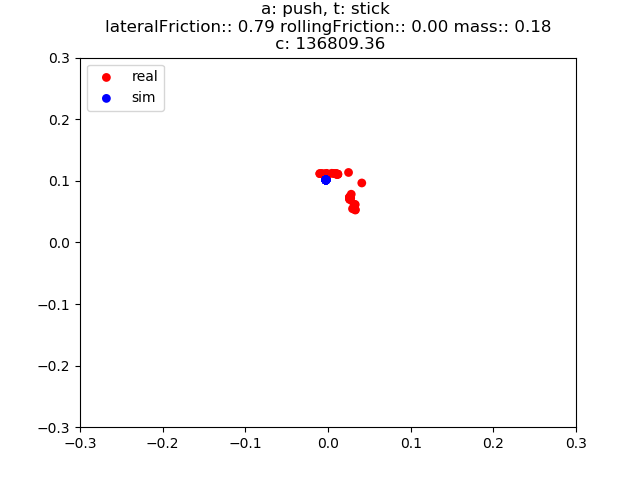 a: push, t: stick
lateralFriction:: 0.79 rollingFriction:: 0.00 mass:: 0.18
c: 136809.36
real
sim
0.3
0.2
0.1
0.0
−0.1
−0.2
−0.3
−0.3
−0.2
−0.1
0.0
0.1
0.2
0.3